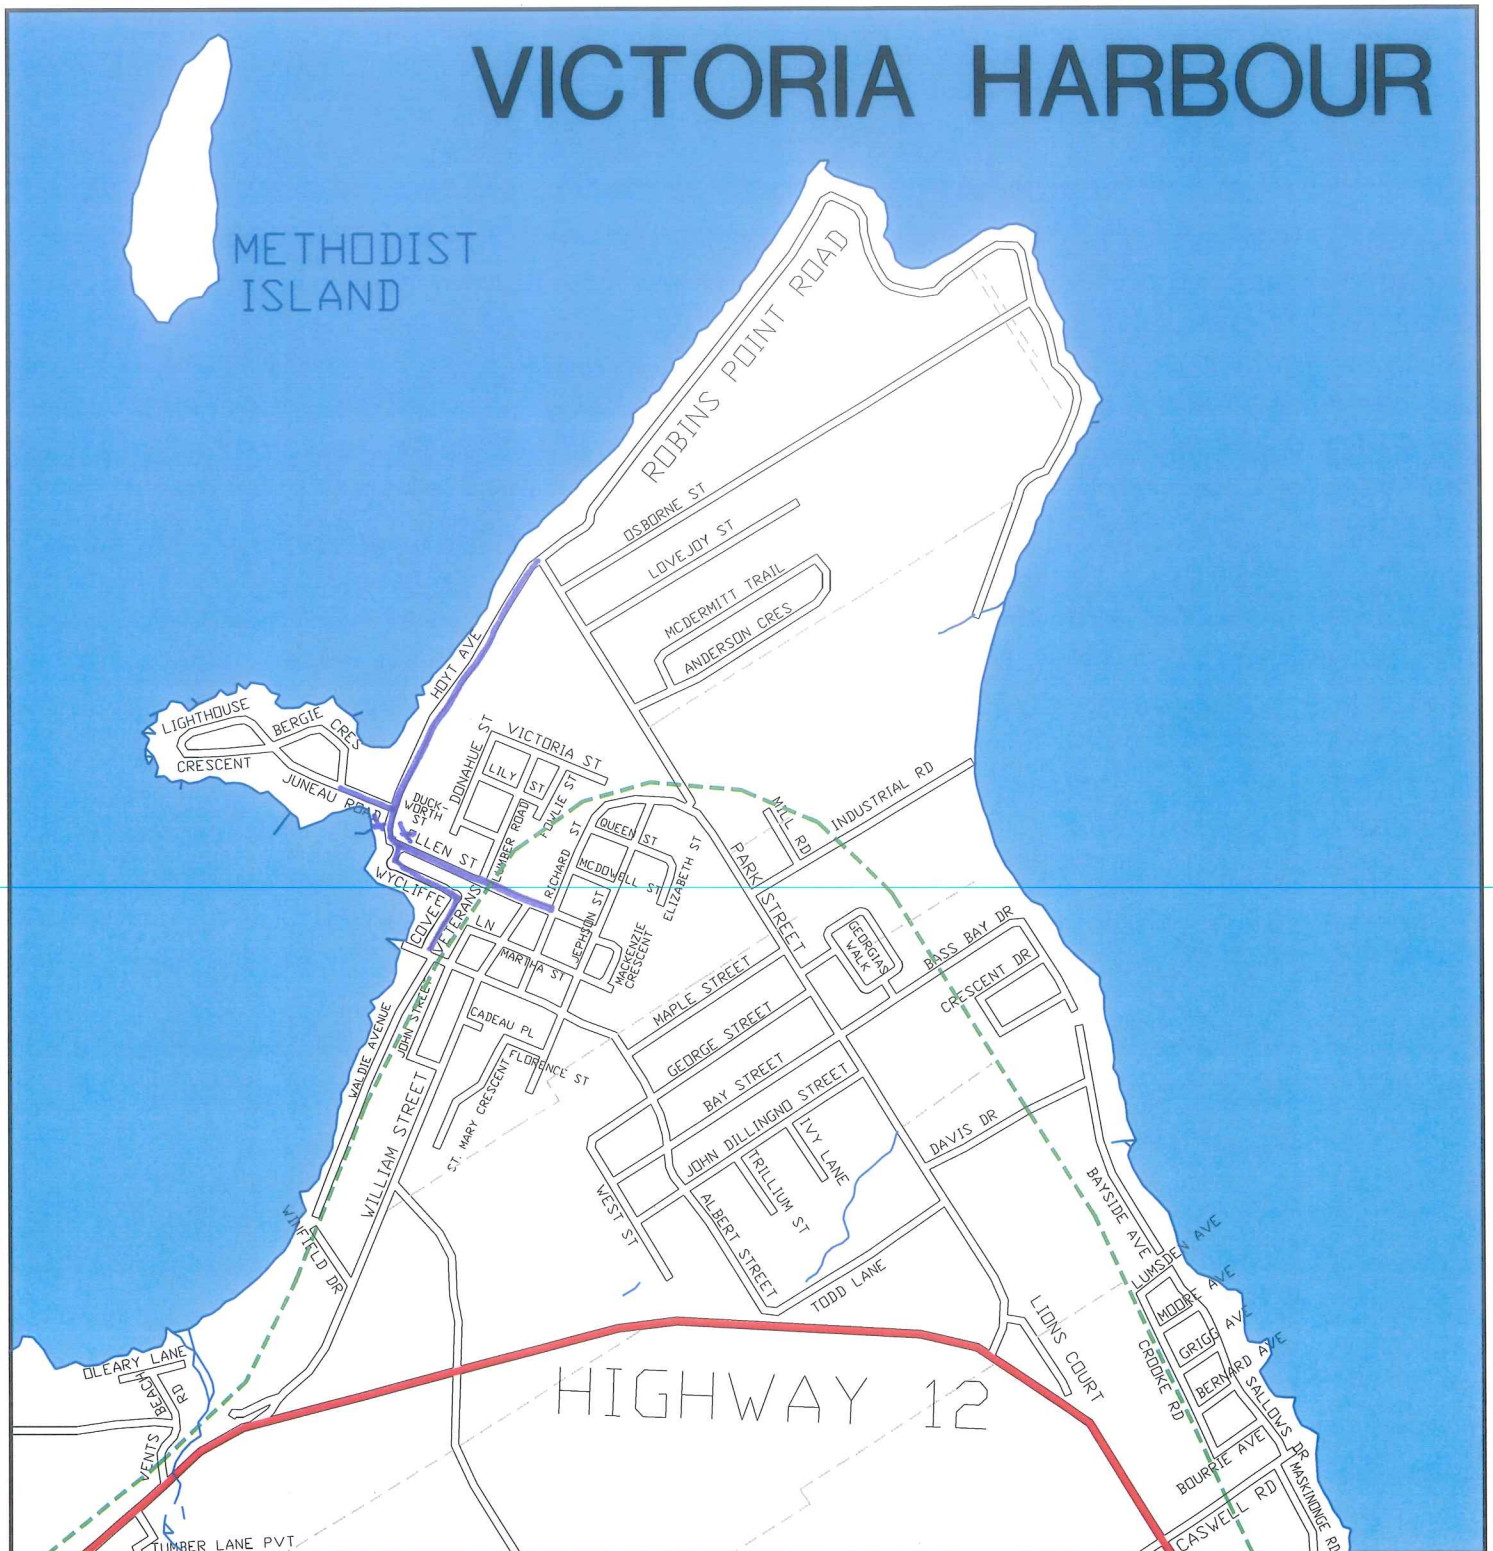 VICTORIA HARBOUR
METHODIST
ISLAND
ROBINS POINT ROAD
OSBORNE ST
LOVEJOY ST
MCDERMITT TRAIL
ANDERSON CRES
HOYT AVE
LIGHTHOUSE
CRESCENT
BERGIE CRES
JUNEAU ROAD
DUCK-
WORTH
ST
DONAHUE ST
VICTORIA ST
LILY ST
FOWLIE ST
LUMBER ROAD
ELLEN ST
RICHARD ST
QUEEN ST
MCDOWELL ST
ELIZABETH ST
JEPHSON ST
MACKENZIE
CRESCENT
WYCLIFFE
COVE
VETERANS LN
MARTHA ST
CADEAU PL
FLORENCE ST
ST. MARY CRESCENT
JOHN STREET
WALDIE AVENUE
WILLIAM STREET
WINFIELD DR
MILL RD
INDUSTRIAL RD
PARK STREET
GEORGIAS
WALK
BASS BAY DR
CRESCENT DR
MAPLE STREET
GEORGE STREET
BAY STREET
JOHN DILLINGNO STREET
IVY LANE
TRILLIUM ST
WEST ST
ALBERT STREET
TODD LANE
DAVIS DR
BAYSIDE AVE
LUMSDEN AVE
MOORE AVE
GRIGG AVE
BERNARD AVE
CROOKE RD
SALLOWS DR
BOURRIE AVE
CASWELL RD
MASKINONGE RD
LIONS COURT
HIGHWAY 12
OLEARY LANE
VENTS BEACH
RD
TIMBER LANE PVT